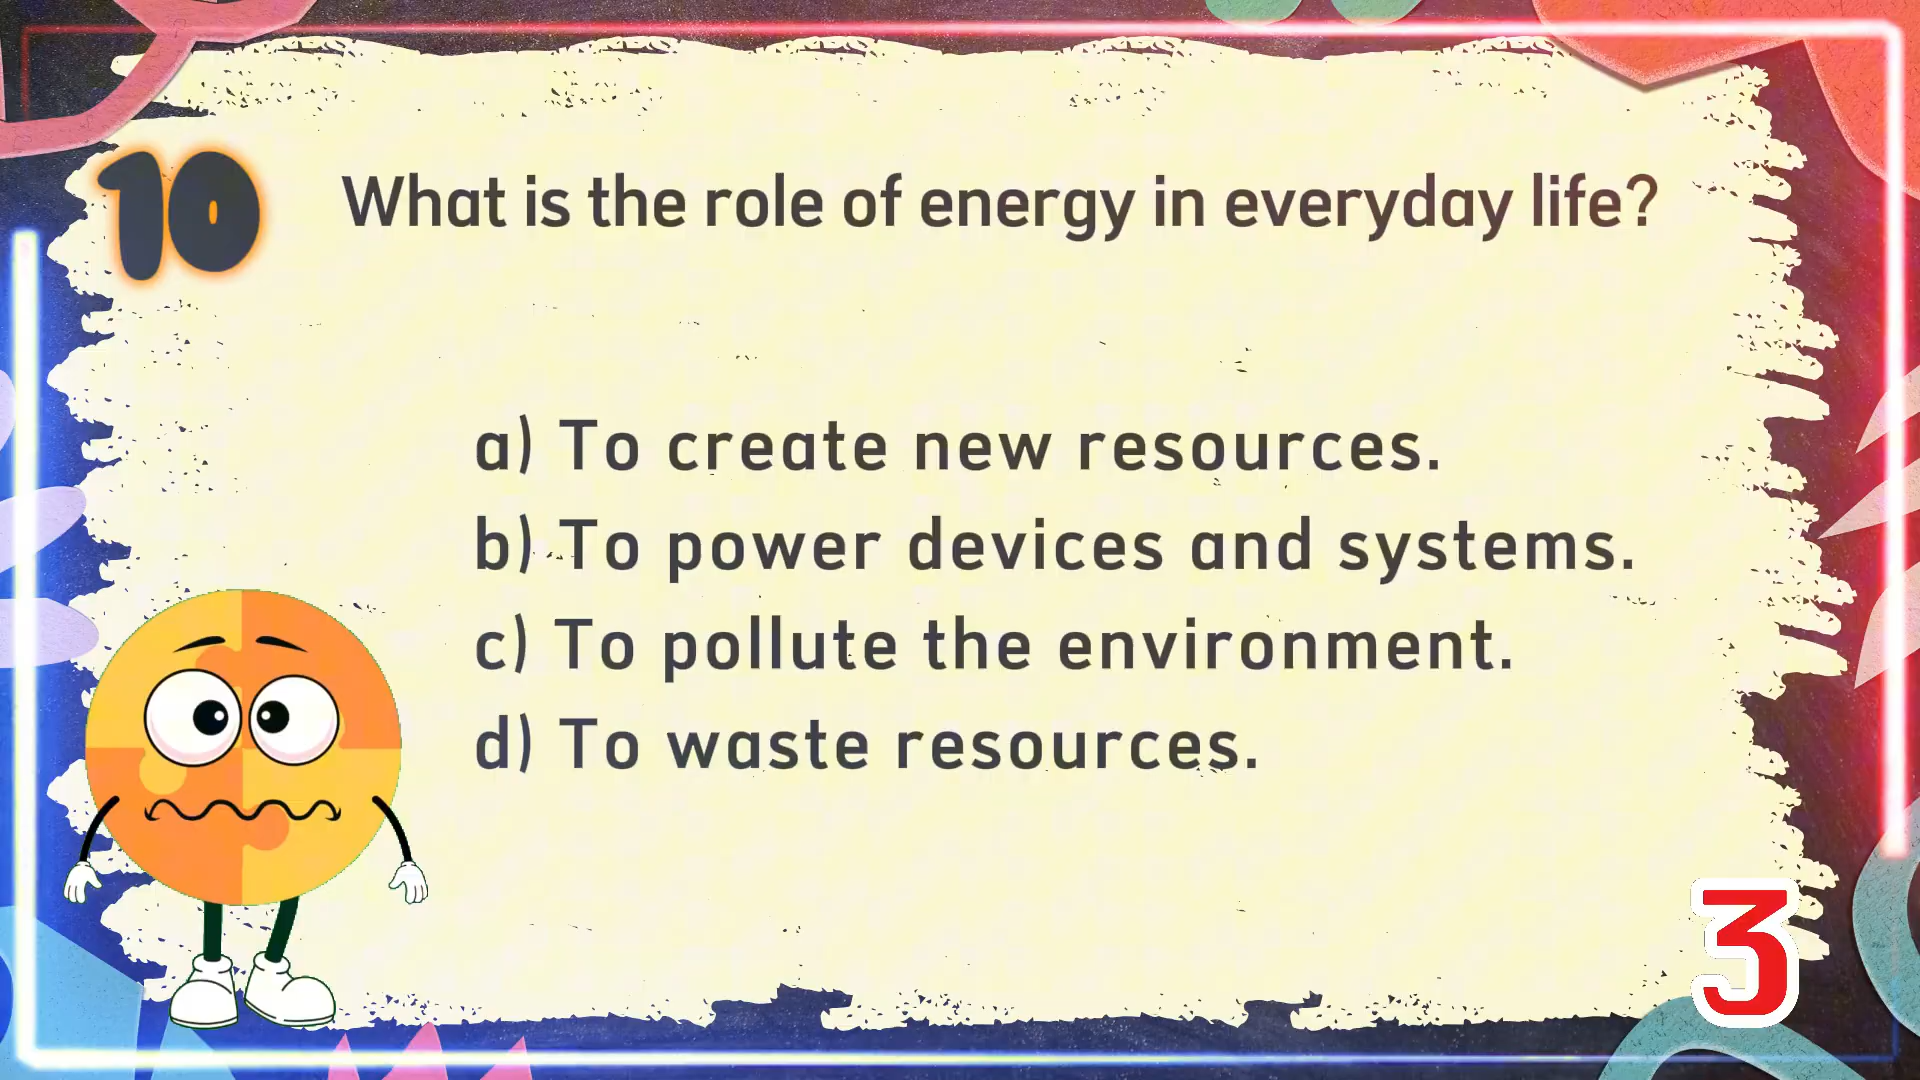 10
What is the role of energy in everyday life?
a) To create new resources.
b) To power devices and systems.
c) To pollute the environment.
d) To waste resources.
3